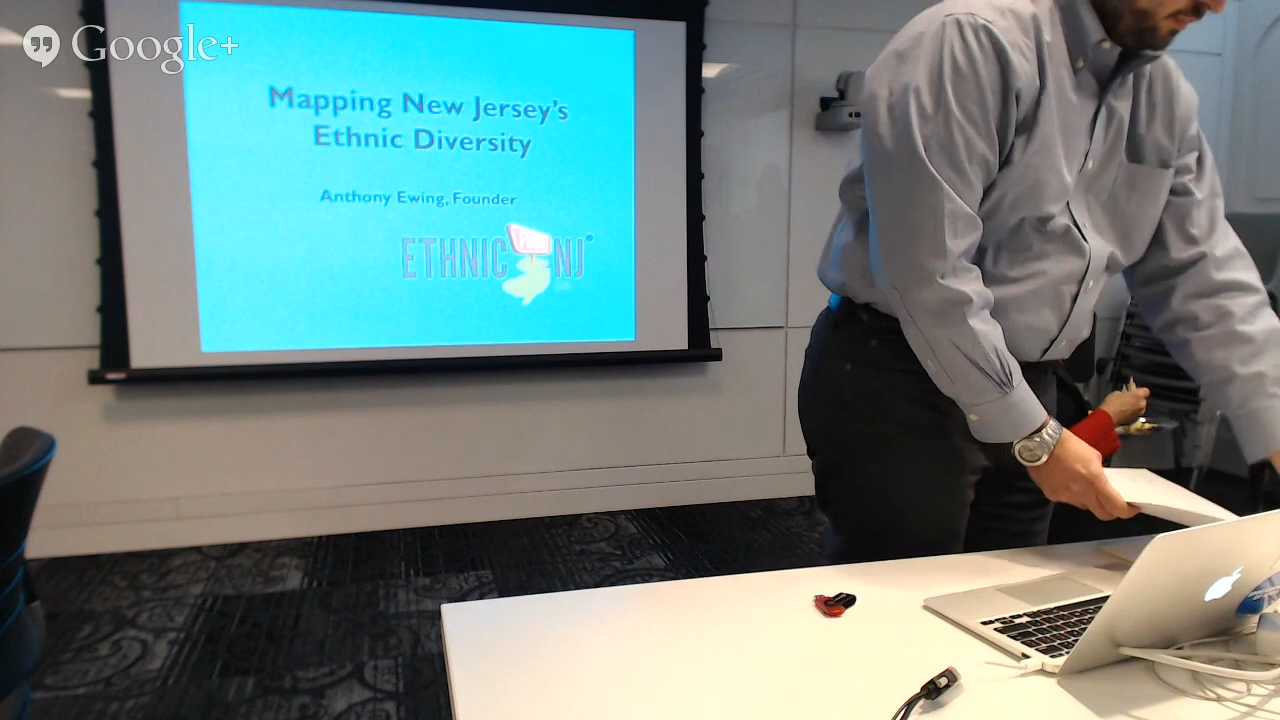 Google+
Mapping New Jersey's
Ethnic Diversity
Anthony Ewing, Founder
ETHNIC NJ®